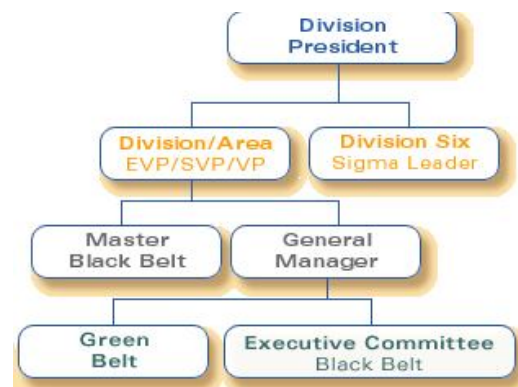 Division
President
Division/Area
EVP/SVP/VP
Division Six
Sigma Leader
Master
Black Belt
General
Manager
Green
Belt
Executive Committee
Black Belt